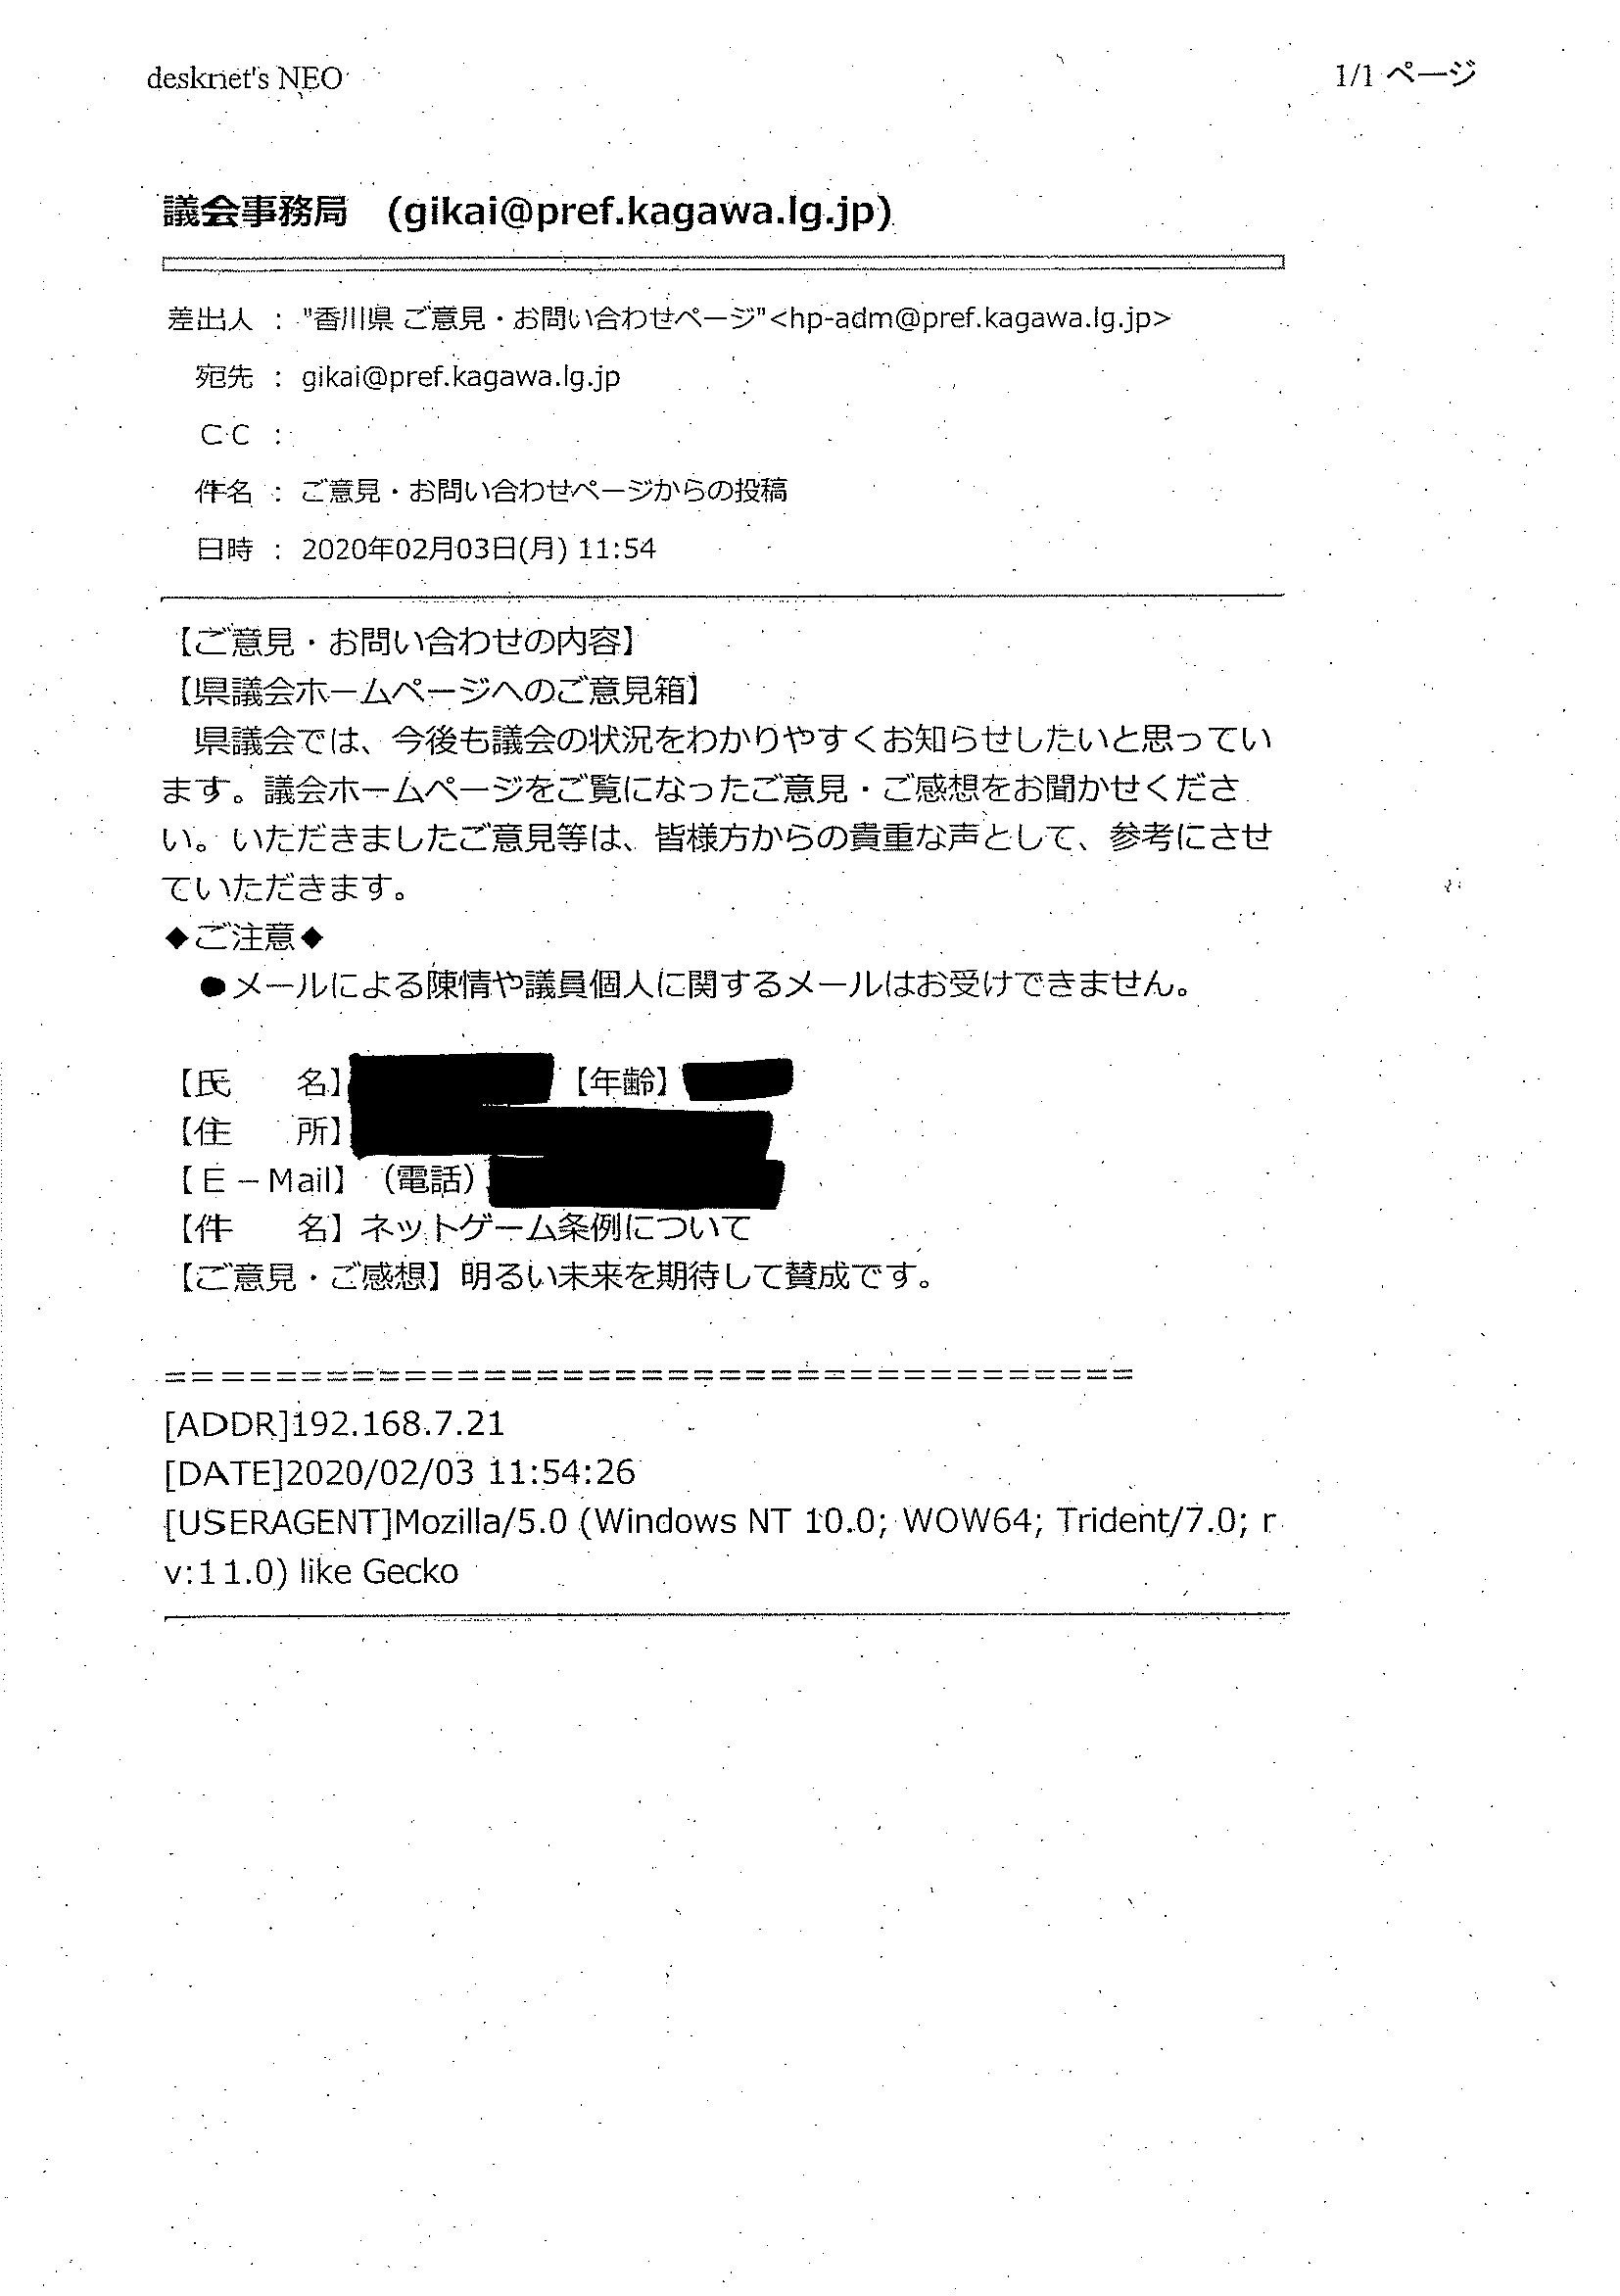 desknet's NEO 1/1 ページ
議会事務局 (gikai@pref.kagawa.lg.jp)
差出人 : "香川県 ご意見・お問い合わせページ"<hp-adm@pref.kagawa.lg.jp>
宛先 : gikai@pref.kagawa.lg.jp
CC :
件名 : ご意見・お問い合わせページからの投稿
日時 : 2020年02月03日(月) 11:54
【ご意見・お問い合わせの内容】
【県議会ホームページへのご意見箱】
県議会では、今後も議会の状況をわかりやすくお知らせしたいと思ってい
ます。議会ホームページをご覧になったご意見・ご感想をお聞かせくださ
い。いただきましたご意見等は、皆様方からの貴重な声として、参考にさせ
ていただきます。
◆ご注意◆
●メールによる陳情や議員個人に関するメールはお受けできません。
【氏　　名】 【年齢】
【住　　所】
【E－Mail】（電話）
【件　　名】ネットゲーム条例について
【ご意見・ご感想】明るい未来を期待して賛成です。
=====================================
[ADDR]192.168.7.21
[DATE]2020/02/03 11:54:26
[USERAGENT]Mozilla/5.0 (Windows NT 10.0; WOW64; Trident/7.0; r
v:11.0) like Gecko